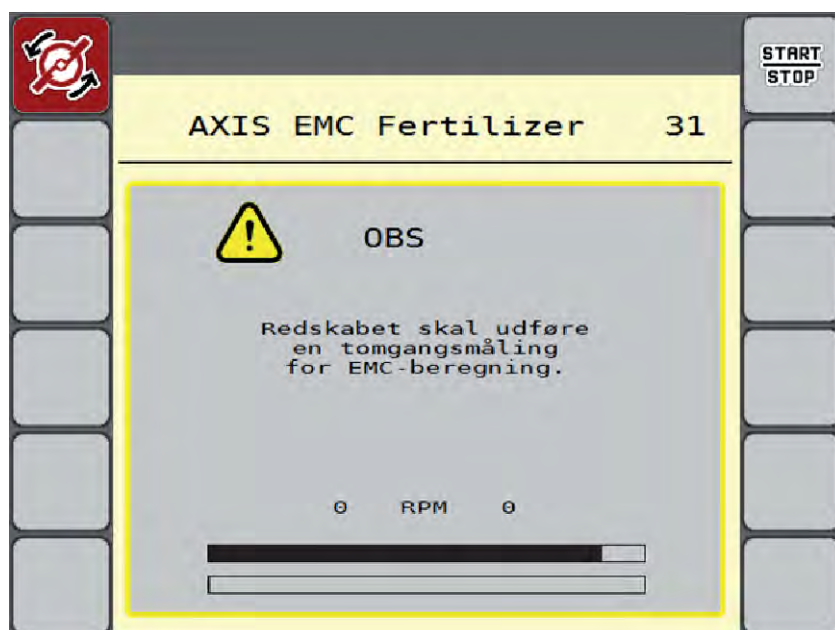 START
STOP
AXIS EMC Fertilizer 31
OBS
Redskabet skal udføre
en tomgangsmåling
for EMC-beregning.
0 RPM 0